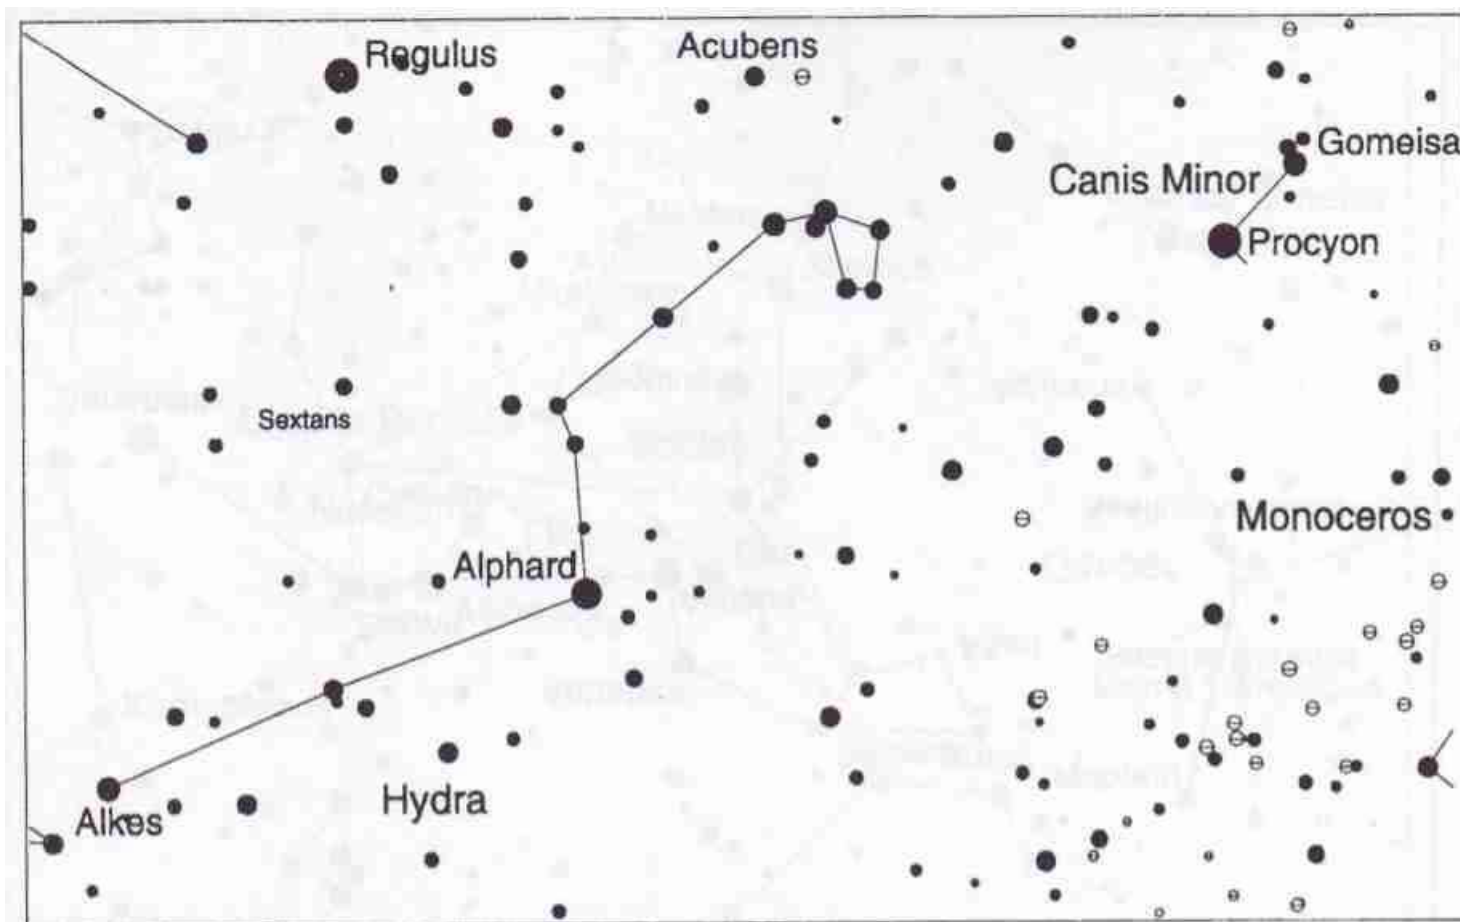 Regulus
Acubens
Gomeisa
Canis Minor
Procyon
Sextans
Monoceros
Alphard
Hydra
Alkes